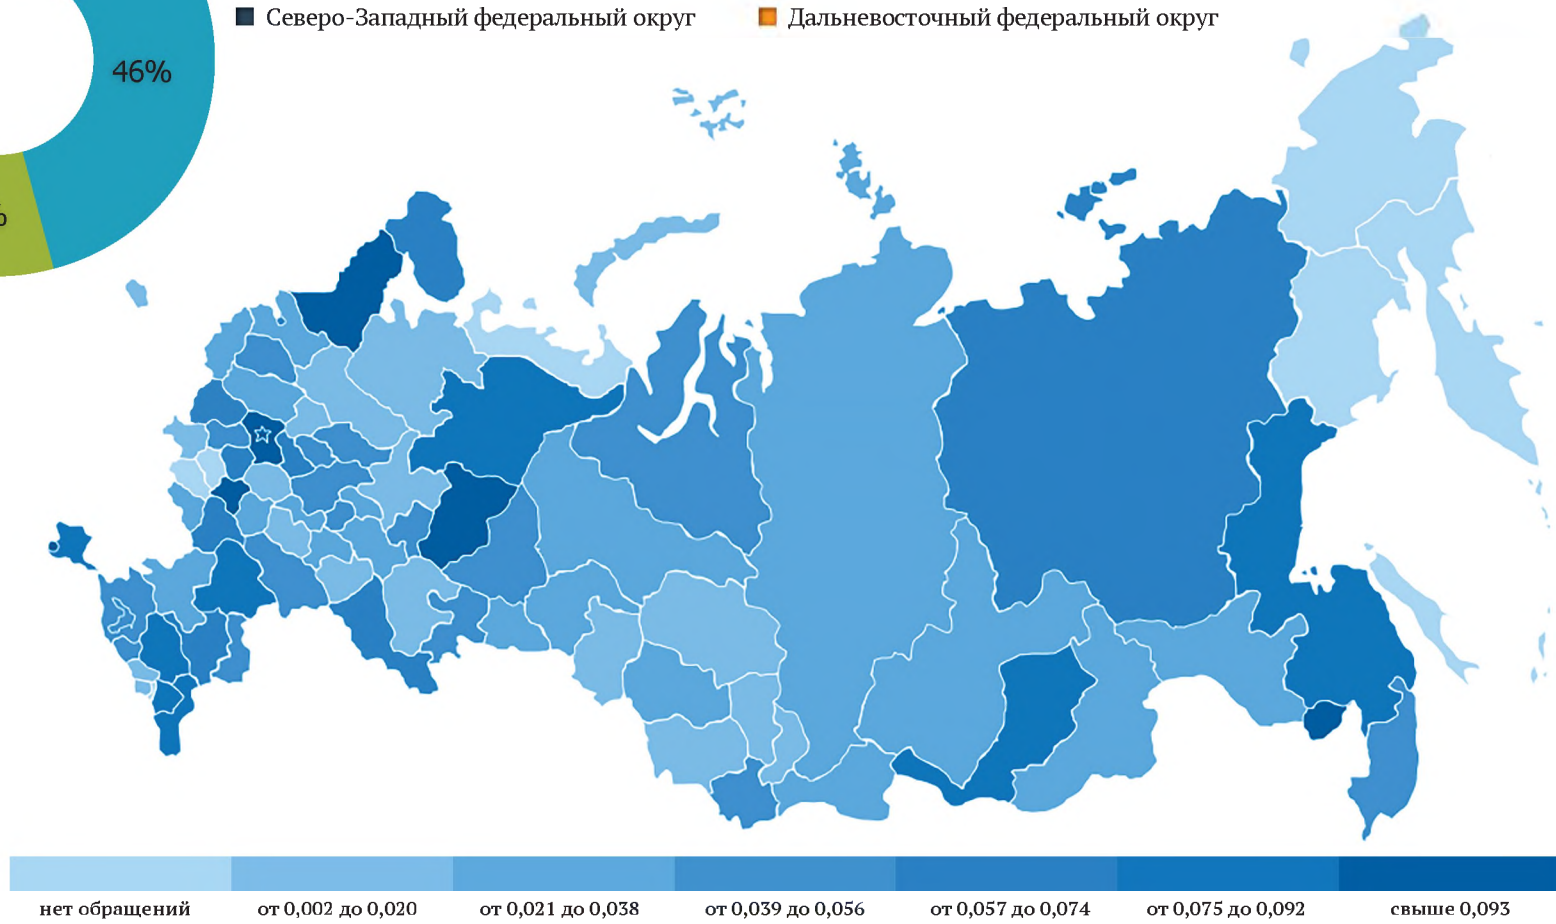 Северо-Западный федеральный округ
Дальневосточный федеральный округ
46%
%
нет обращений
от 0,002 до 0,020
от 0,021 до 0,038
от 0,039 до 0,056
от 0,057 до 0,074
от 0,075 до 0,092
свыше 0,093